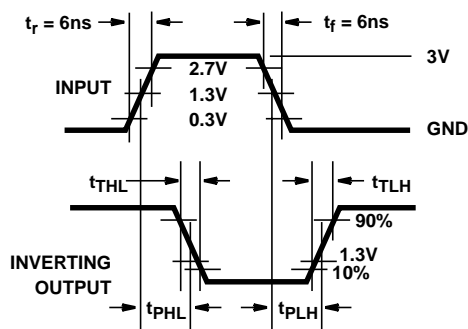 tr = 6ns
tf = 6ns
3V
2.7V
INPUT
1.3V
0.3V
GND
tTHL
tTLH
90%
1.3V
INVERTING
OUTPUT
10%
tPHL
tPLH